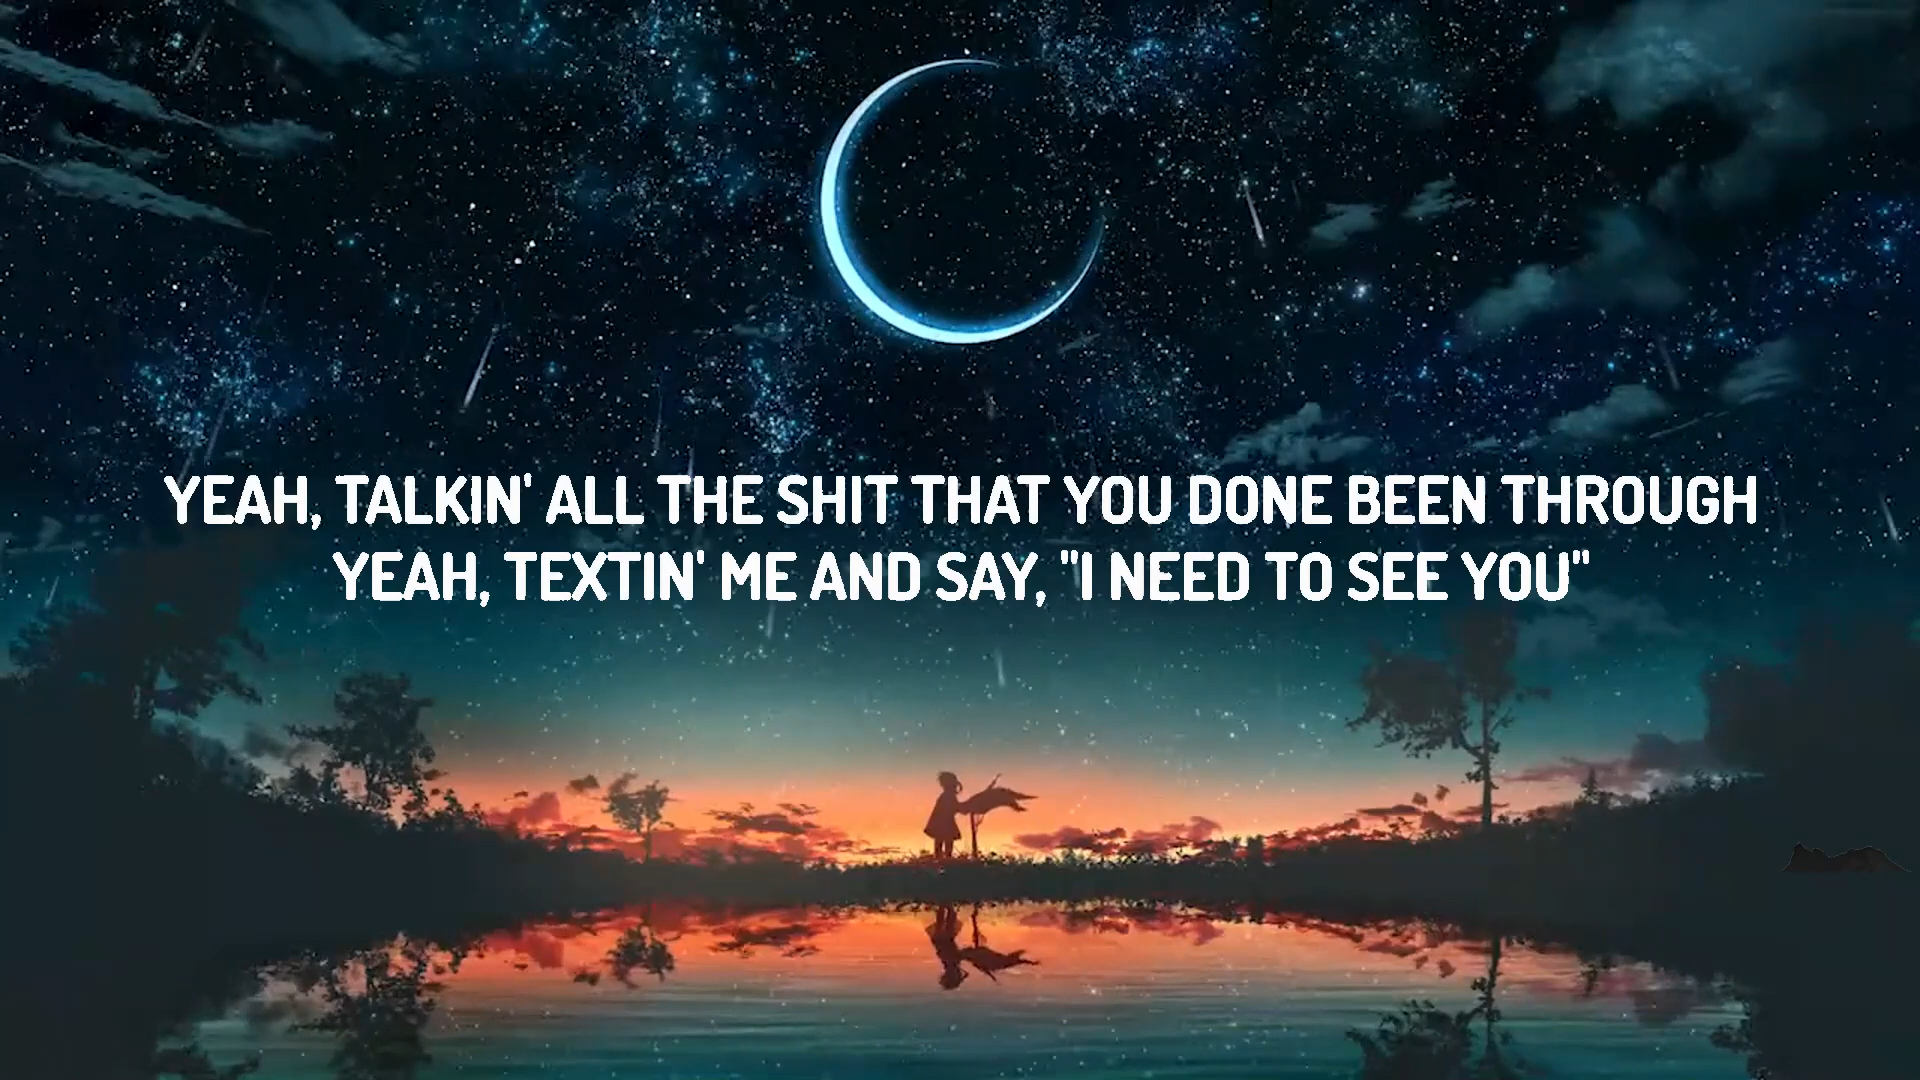 YEAH, TALKIN' ALL THE SHIT THAT YOU DONE BEEN THROUGH
YEAH, TEXTIN' ME AND SAY, "I NEED TO SEE YOU"